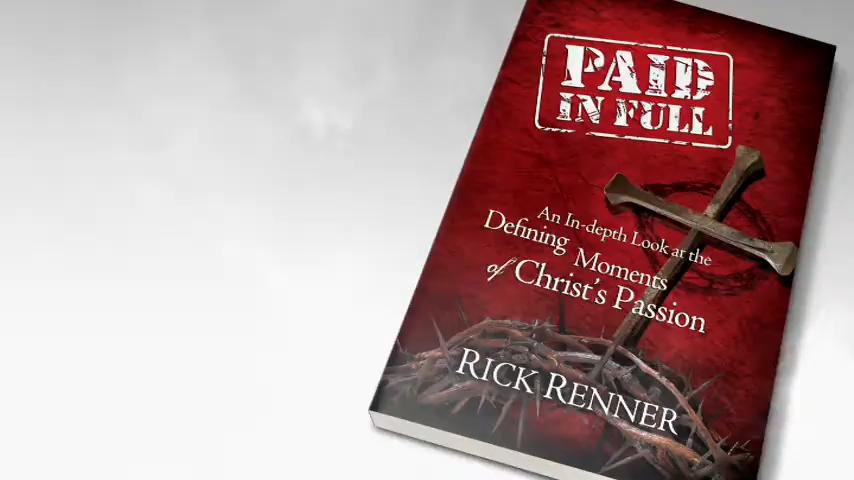 PAID
IN FULL
An In-depth Look at the
Defining Moments
of Christ's Passion
RICK RENNER